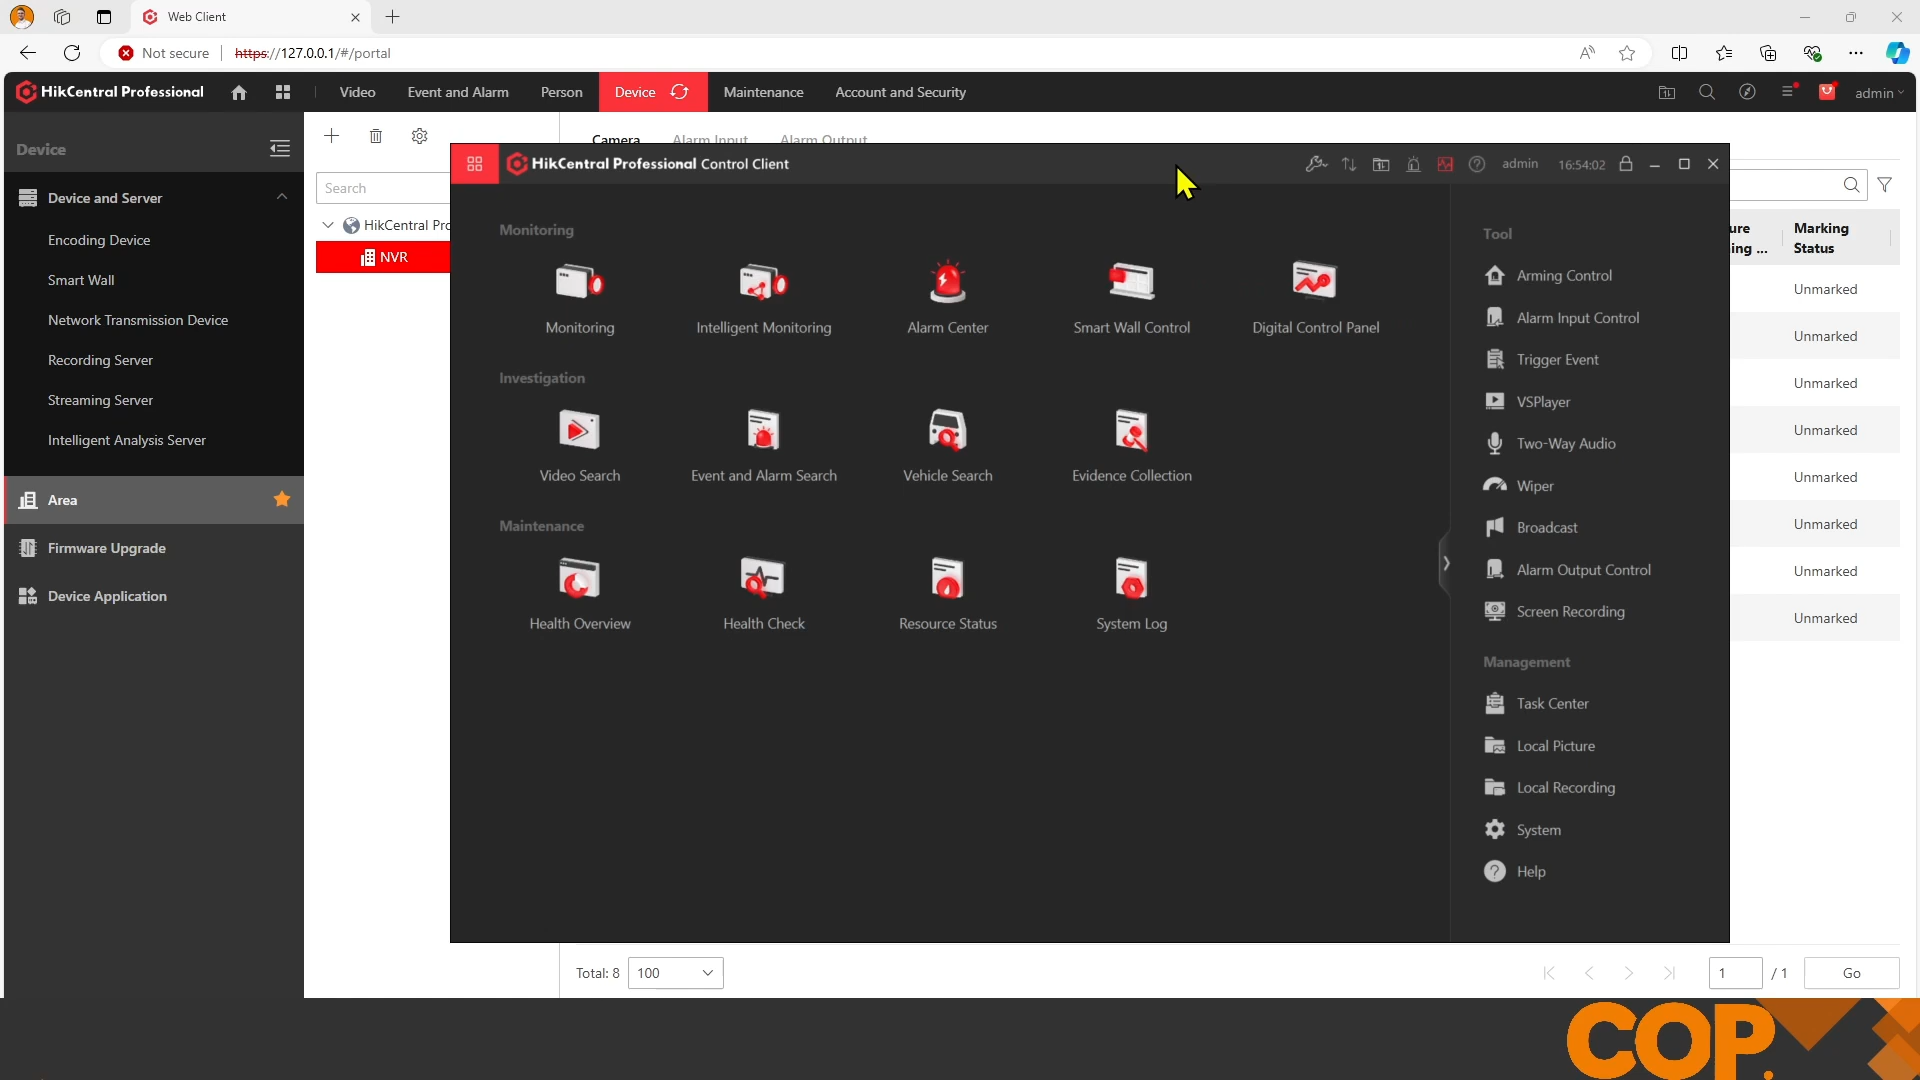 Web Client
Not secure
https://127.0.0.1/#/portal
HikCentral Professional
Video
Event and Alarm
Person
Device
Maintenance
Account and Security
admin
Device
Device and Server
Encoding Device
Smart Wall
Network Transmission Device
Recording Server
Streaming Server
Intelligent Analysis Server
Area
Firmware Upgrade
Device Application
Search
HikCentral Pro
NVR
Camera
Alarm Input
Alarm Output
HikCentral Professional Control Client
admin
16:54:02
Monitoring
Monitoring
Intelligent Monitoring
Alarm Center
Smart Wall Control
Digital Control Panel
Investigation
Video Search
Event and Alarm Search
Vehicle Search
Evidence Collection
Maintenance
Health Overview
Health Check
Resource Status
System Log
Tool
Arming Control
Alarm Input Control
Trigger Event
VSPlayer
Two-Way Audio
Wiper
Broadcast
Alarm Output Control
Screen Recording
Management
Task Center
Local Picture
Local Recording
System
Help
ure
ing ...
Marking
Status
Unmarked
Unmarked
Unmarked
Unmarked
Unmarked
Unmarked
Unmarked
Unmarked
Total: 8
100
1
/ 1
Go
COP.